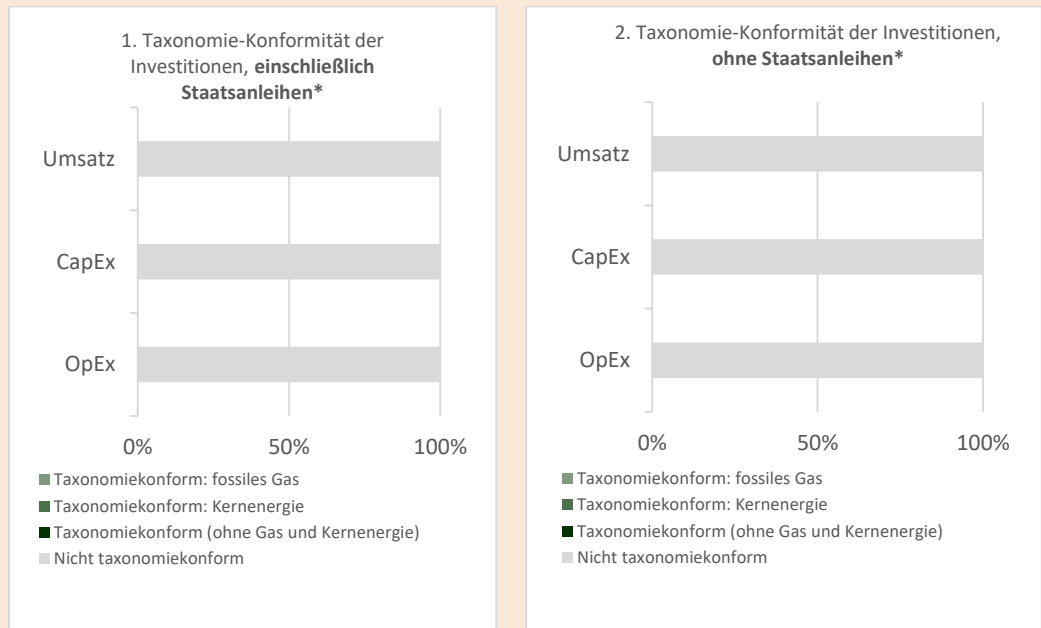 1. Taxonomie-Konformität der
Investitionen, einschließlich
Staatsanleihen*
Umsatz
CapEx
OpEx
0% 50% 100%
Taxonomiekonform: fossiles Gas
Taxonomiekonform: Kernenergie
Taxonomiekonform (ohne Gas und Kernenergie)
Nicht taxonomiekonform
2. Taxonomie-Konformität der Investitionen,
ohne Staatsanleihen*
Umsatz
CapEx
OpEx
0% 50% 100%
Taxonomiekonform: fossiles Gas
Taxonomiekonform: Kernenergie
Taxonomiekonform (ohne Gas und Kernenergie)
Nicht taxonomiekonform